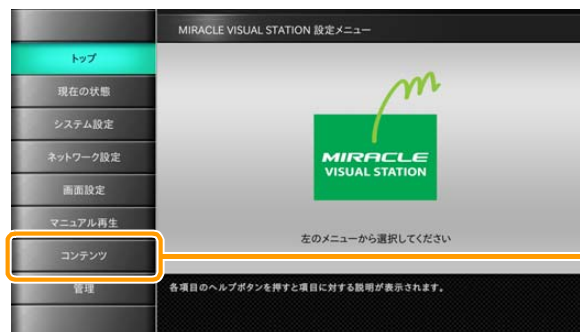 MIRACLE VISUAL STATION 設定メニュー
トップ
現在の状態
システム設定
ネットワーク設定
画面設定
マニュアル再生
コンテンツ
管理
MIRACLE
VISUAL STATION
左のメニューから選択してください
各項目のヘルプボタンを押すと項目に対する説明が表示されます。